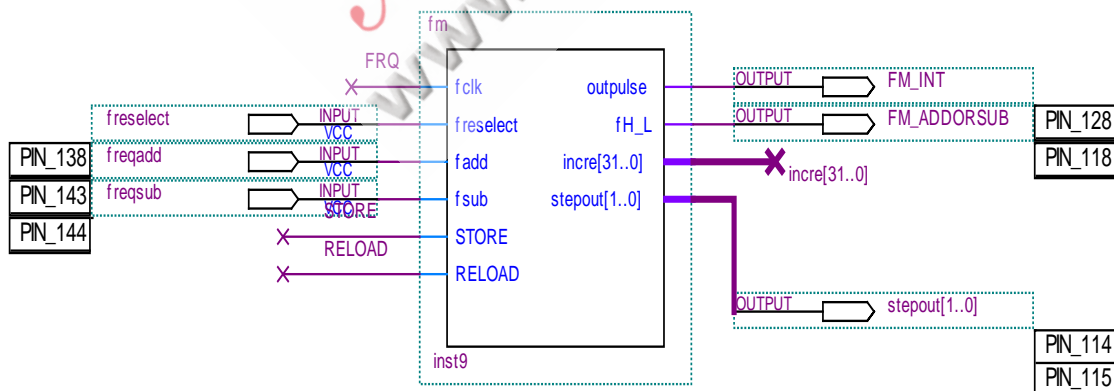 fm
FRQ
fclk
outpulse
OUTPUT
FM_INT
freselect
INPUT
VCC
freselect
fH_L
OUTPUT
FM_ADDORSUB
PIN_128
PIN_138
freqadd
INPUT
VCC
fadd
incre[31..0]
incre[31..0]
PIN_118
PIN_143
freqsub
INPUT
VCC
fsub
stepout[1..0]
PIN_144
STORE
STORE
RELOAD
RELOAD
OUTPUT
stepout[1..0]
inst9
PIN_114
PIN_115